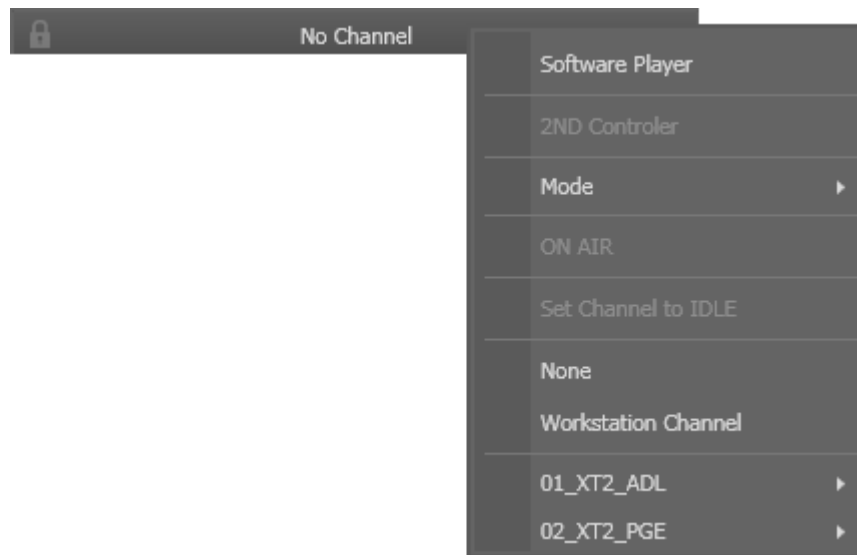 No Channel
Software Player
2ND Controler
Mode
ON AIR
Set Channel to IDLE
None
Workstation Channel
01_XT2_ADL
02_XT2_PGE